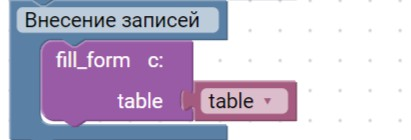 Внесение записей
fill_form с:
table table